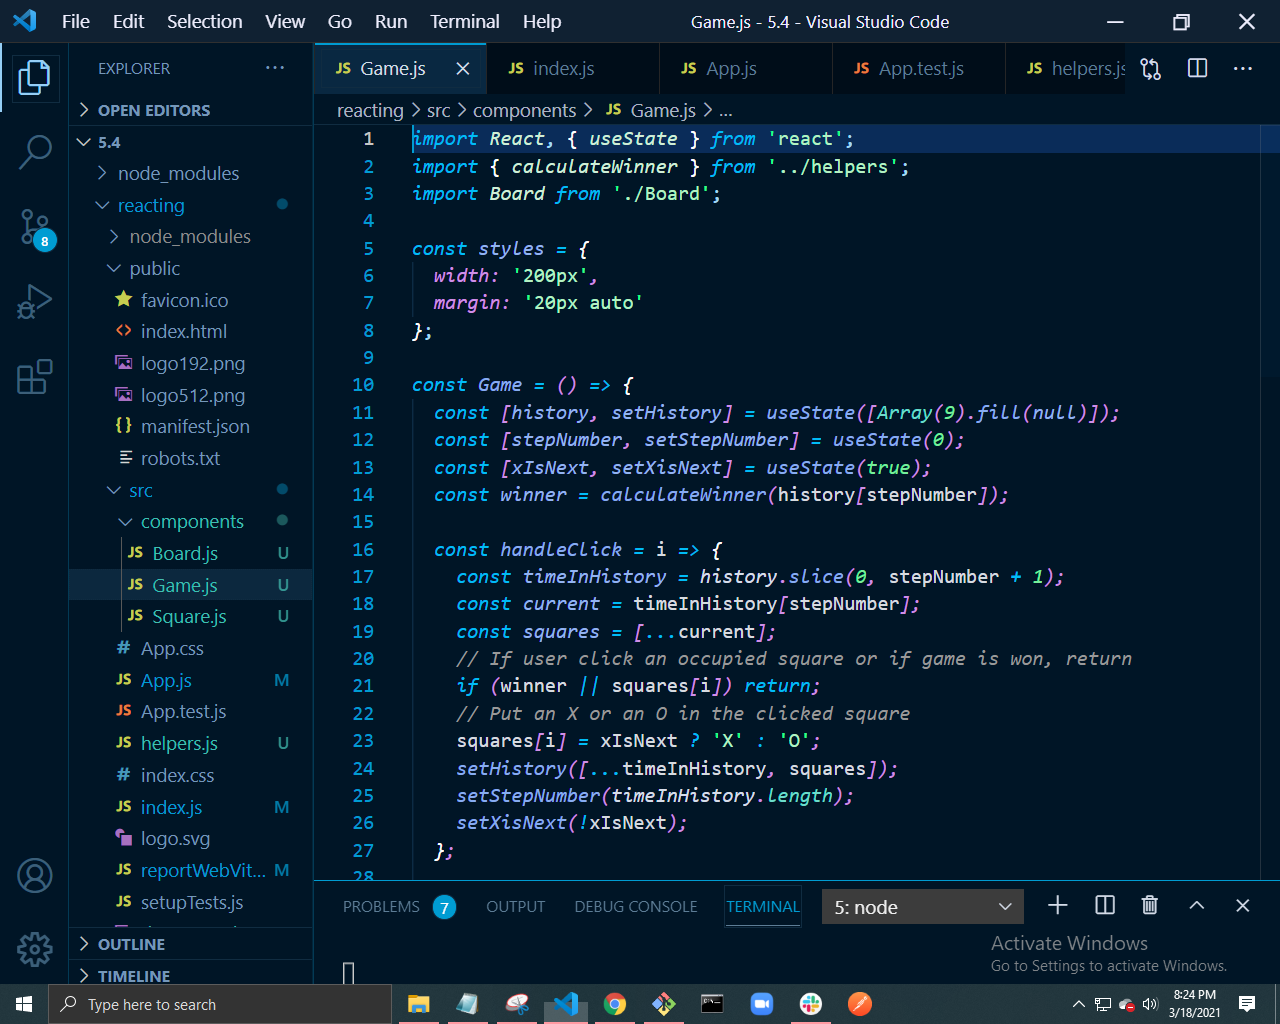 File Edit Selection View Go Run Terminal Help Game.js - 5.4 - Visual Studio Code
EXPLORER
OPEN EDITORS
5.4
node_modules
reacting
node_modules
public
favicon.ico
index.html
logo192.png
logo512.png
manifest.json
robots.txt
src
components
Board.js U
Game.js U
Square.js U
App.css
App.js M
App.test.js
helpers.js U
index.css
index.js M
logo.svg
reportWebVit... M
setupTests.js
OUTLINE
TIMELINE
8
JS Game.js JS index.js JS App.js JS App.test.js JS helpers.js
reacting > src > components > JS Game.js > ...
1 import React, { useState } from 'react';
2 import { calculateWinner } from '../helpers';
3 import Board from './Board';
4
5 const styles = {
6 width: '200px',
7 margin: '20px auto'
8 };
9
10 const Game = () => {
11 const [history, setHistory] = useState([Array(9).fill(null)]);
12 const [stepNumber, setStepNumber] = useState(0);
13 const [xIsNext, setXisNext] = useState(true);
14 const winner = calculateWinner(history[stepNumber]);
15
16 const handleClick = i => {
17 const timeInHistory = history.slice(0, stepNumber + 1);
18 const current = timeInHistory[stepNumber];
19 const squares = [...current];
20 // If user click an occupied square or if game is won, return
21 if (winner || squares[i]) return;
22 // Put an X or an O in the clicked square
23 squares[i] = xIsNext ? 'X' : 'O';
24 setHistory([...timeInHistory, squares]);
25 setStepNumber(timeInHistory.length);
26 setXisNext(!xIsNext);
27 };
28
PROBLEMS 7 OUTPUT DEBUG CONSOLE TERMINAL 5: node
Activate Windows
Go to Settings to activate Windows.
Type here to search
8:24 PM
3/18/2021